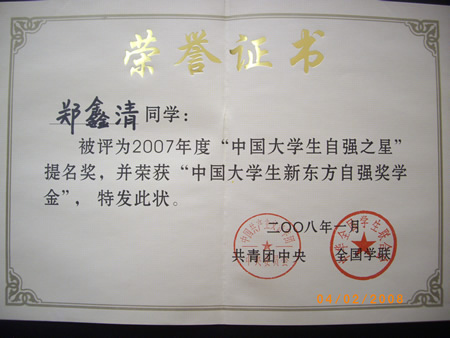 荣誉证书
郑鑫清同学：
被评为2007年度“中国大学生自强之星”
提名奖，并荣获“中国大学生新东方自强奖学
金”，特发此状。
二〇〇八年一月
共青团中央 全国学联
04/02/2008